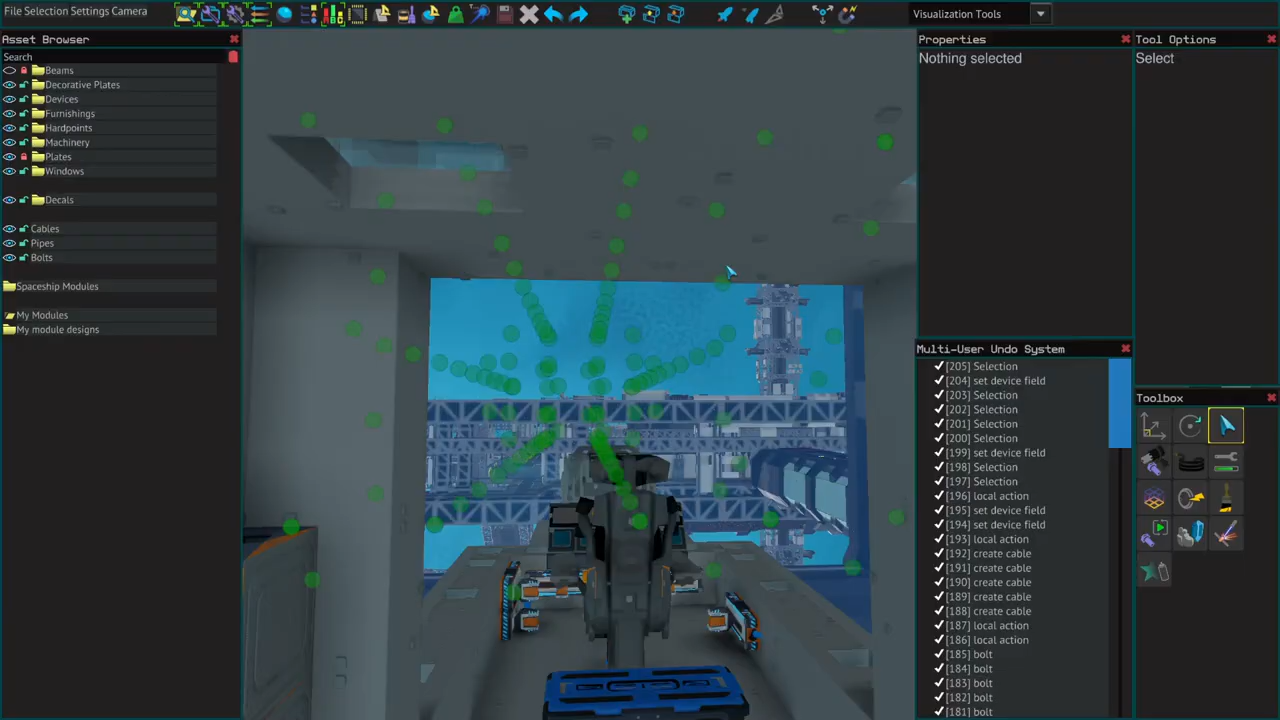 File Selection Settings Camera
Visualization Tools
Asset Browser
Search
Beams
Decorative Plates
Devices
Furnishings
Hardpoints
Machinery
Plates
Windows
Decals
Cables
Pipes
Bolts
Spaceship Modules
My Modules
My module designs
Properties
Nothing selected
Tool Options
Select
Multi-User Undo System
[205] Selection
[204] set device field
[203] Selection
[202] Selection
[201] Selection
[200] Selection
[199] set device field
[198] Selection
[197] Selection
[196] local action
[195] set device field
[194] set device field
[193] local action
[192] create cable
[191] create cable
[190] create cable
[189] create cable
[188] create cable
[187] local action
[186] local action
[185] bolt
[184] bolt
[183] bolt
[182] bolt
[181] bolt
Toolbox